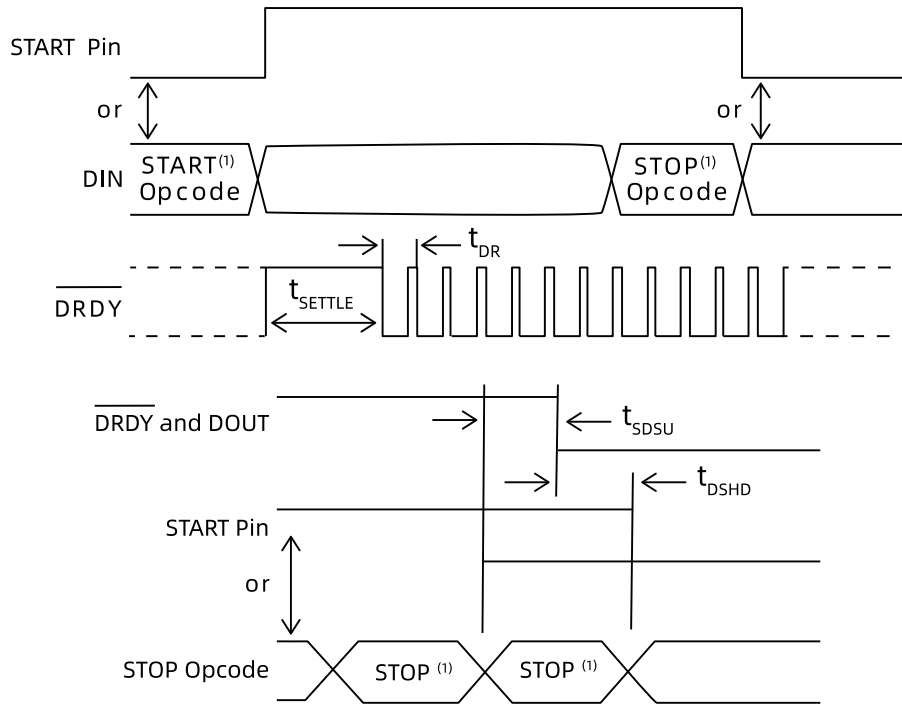 START Pin
or
or
DIN
START(1)
Opcode
STOP(1)
Opcode
tDR
DRDY
tSETTLE
DRDY and DOUT
tSDSU
tDSHD
START Pin
or
STOP Opcode
STOP (1)
STOP (1)